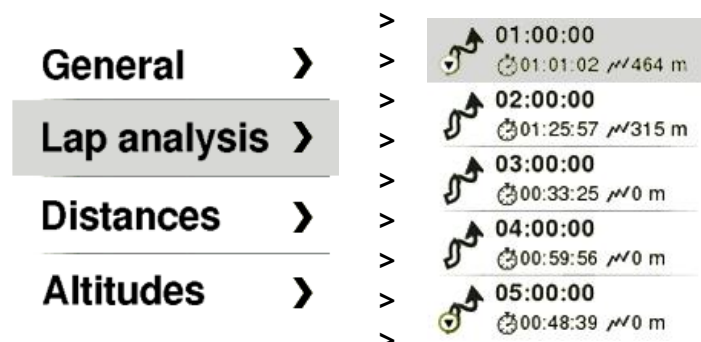 General
Lap analysis
Distances
Altitudes
>
>
>
>
>
>
>
>
>
01:00:00
01:01:02 464 m
02:00:00
01:25:57 315 m
03:00:00
00:33:25 0 m
04:00:00
00:59:56 0 m
05:00:00
00:48:39 0 m